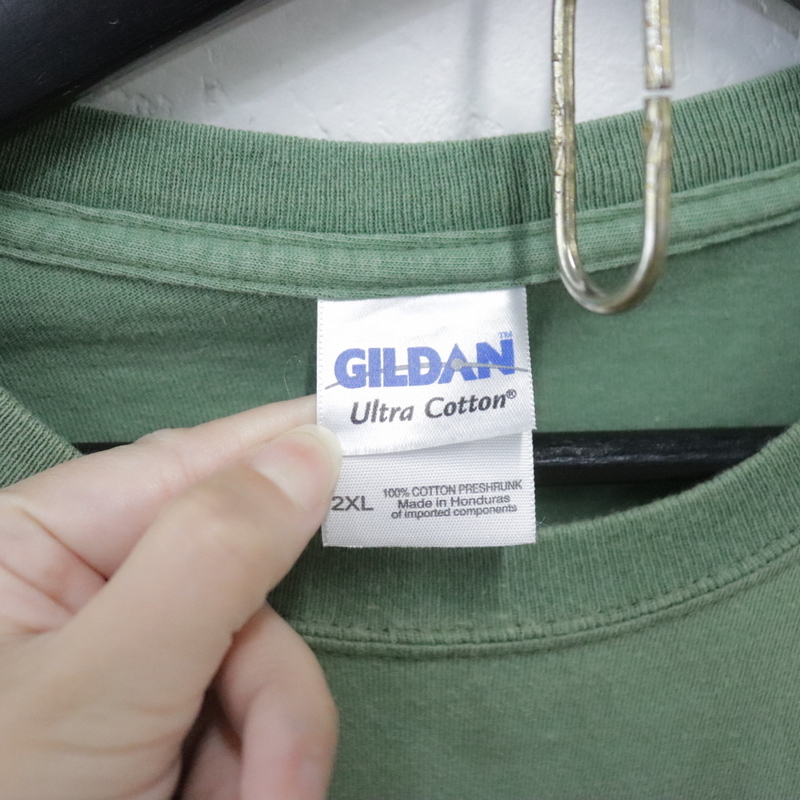 GILDAN™
Ultra Cotton®
2XL
100% COTTON PRESHRUNK
Made in Honduras
of imported components